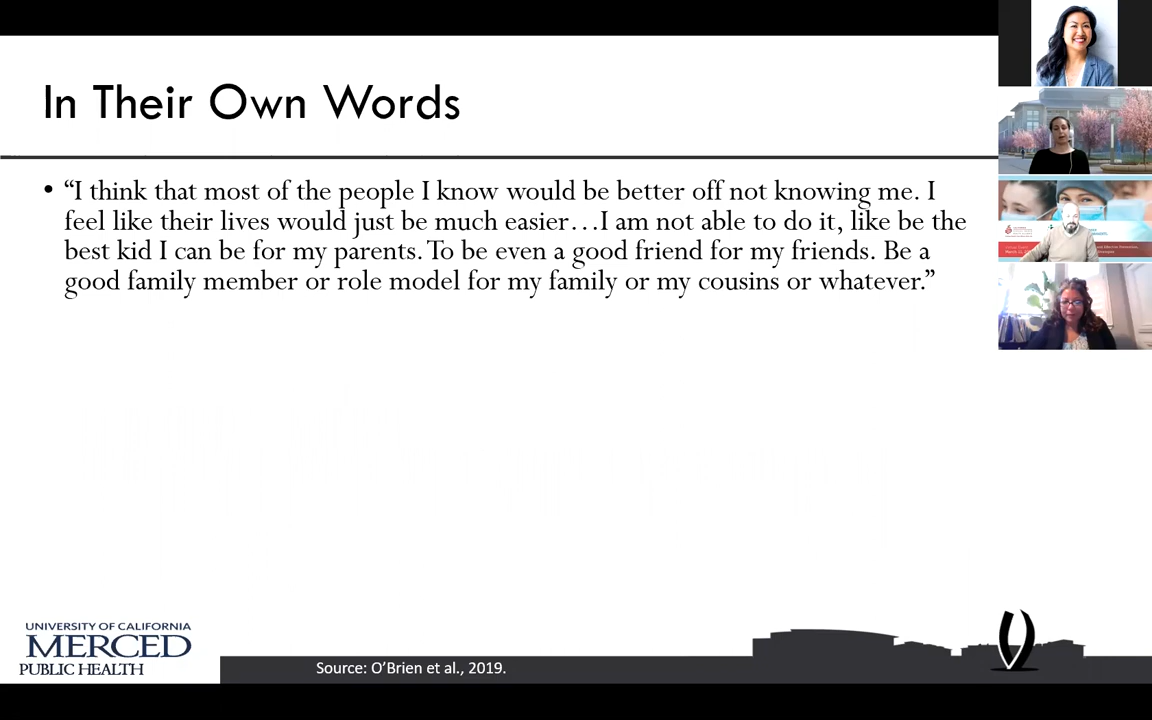 In Their Own Words
• “I think that most of the people I know would be better off not knowing me. I
feel like their lives would just be much easier…I am not able to do it, like be the
best kid I can be for my parents. To be even a good friend for my friends. Be a
good family member or role model for my family or my cousins or whatever.”
UNIVERSITY OF CALIFORNIA
MERCED
PUBLIC HEALTH
Source: O’Brien et al., 2019.